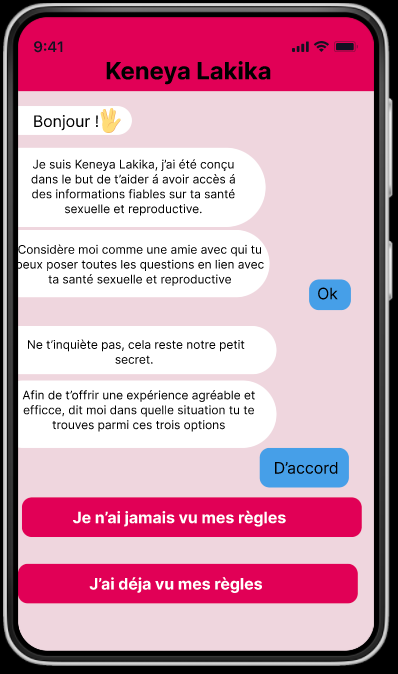 9:41
Keneya Lakika
Bonjour !🖖
Je suis Keneya Lakika, j’ai été conçu
dans le but de t’aider á avoir accès á
des informations fiables sur ta santé
sexuelle et reproductive.
Considère moi comme une amie avec qui tu
peux poser toutes les questions en lien avec
ta santé sexuelle et reproductive
Ok
Ne t’inquiète pas, cela reste notre petit
secret.
Afin de t’offrir une expérience agréable et
efficce, dit moi dans quelle situation tu te
trouves parmi ces trois options
D’accord
Je n’ai jamais vu mes règles
J’ai déja vu mes règles